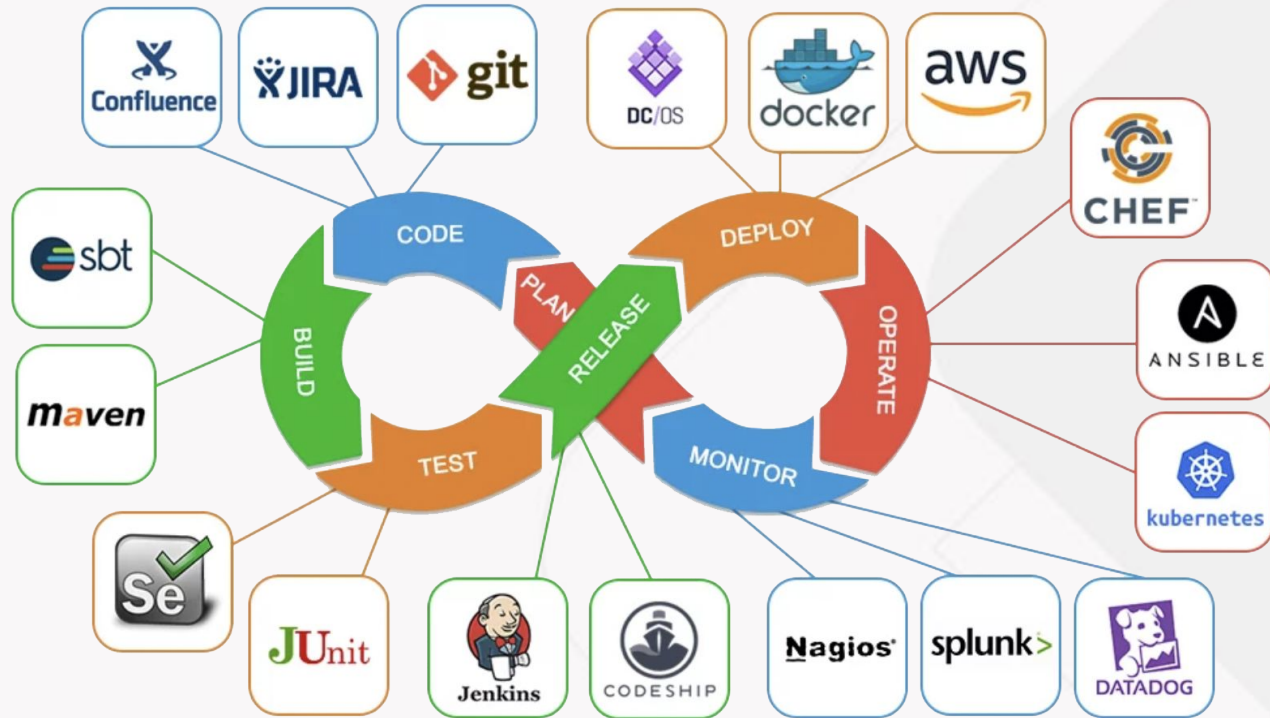 Confluence
JIRA
git
DC/OS
docker
aws
CHEF™
sbt
CODE
DEPLOY
PLAN
RELEASE
BUILD
OPERATE
ANSIBLE
maven
TEST
MONITOR
kubernetes
Se
JUnit
Jenkins
CODESHIP
Nagios®
splunk>
DATADOG